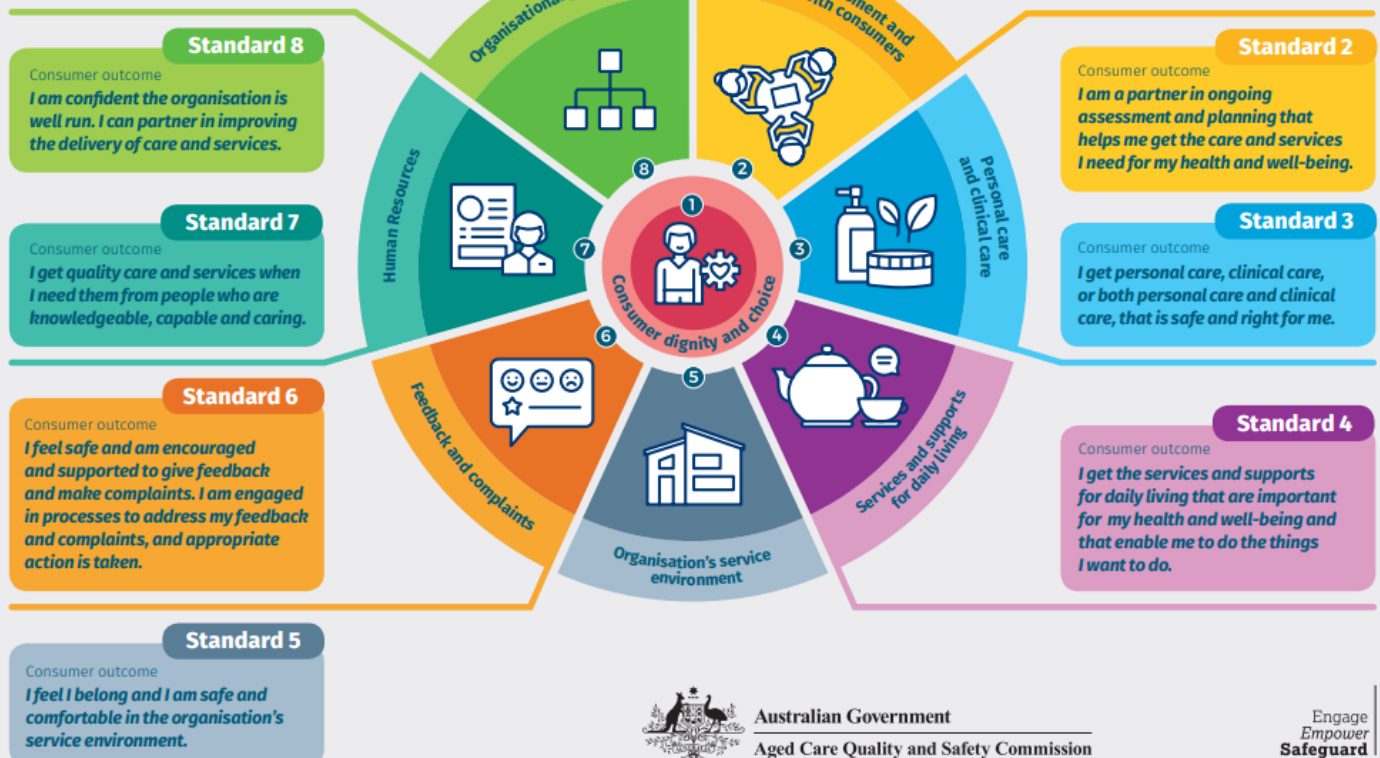 Standard 8
Consumer outcome
I am confident the organisation is
well run. I can partner in improving
the delivery of care and services.
Standard 7
Consumer outcome
I get quality care and services when
I need them from people who are
knowledgeable, capable and caring.
Standard 6
Consumer outcome
I feel safe and am encouraged
and supported to give feedback
and make complaints. I am engaged
in processes to address my feedback
and complaints, and appropriate
action is taken.
Standard 5
Consumer outcome
I feel I belong and I am safe and
comfortable in the organisation's
service environment.
Organisational
and
with consumers
Human Resources
Personal care
and clinical care
8
2
1
7
3
Consumer dignity and choice
6
4
5
Feedback and complaints
Services and supports
for daily living
Organisation's service
environment
Standard 2
Consumer outcome
I am a partner in ongoing
assessment and planning that
helps me get the care and services
I need for my health and well-being.
Standard 3
Consumer outcome
I get personal care, clinical care,
or both personal care and clinical
care, that is safe and right for me.
Standard 4
Consumer outcome
I get the services and supports
for daily living that are important
for my health and well-being and
that enable me to do the things
I want to do.
Australian Government
Aged Care Quality and Safety Commission
Engage
Empower
Safeguard